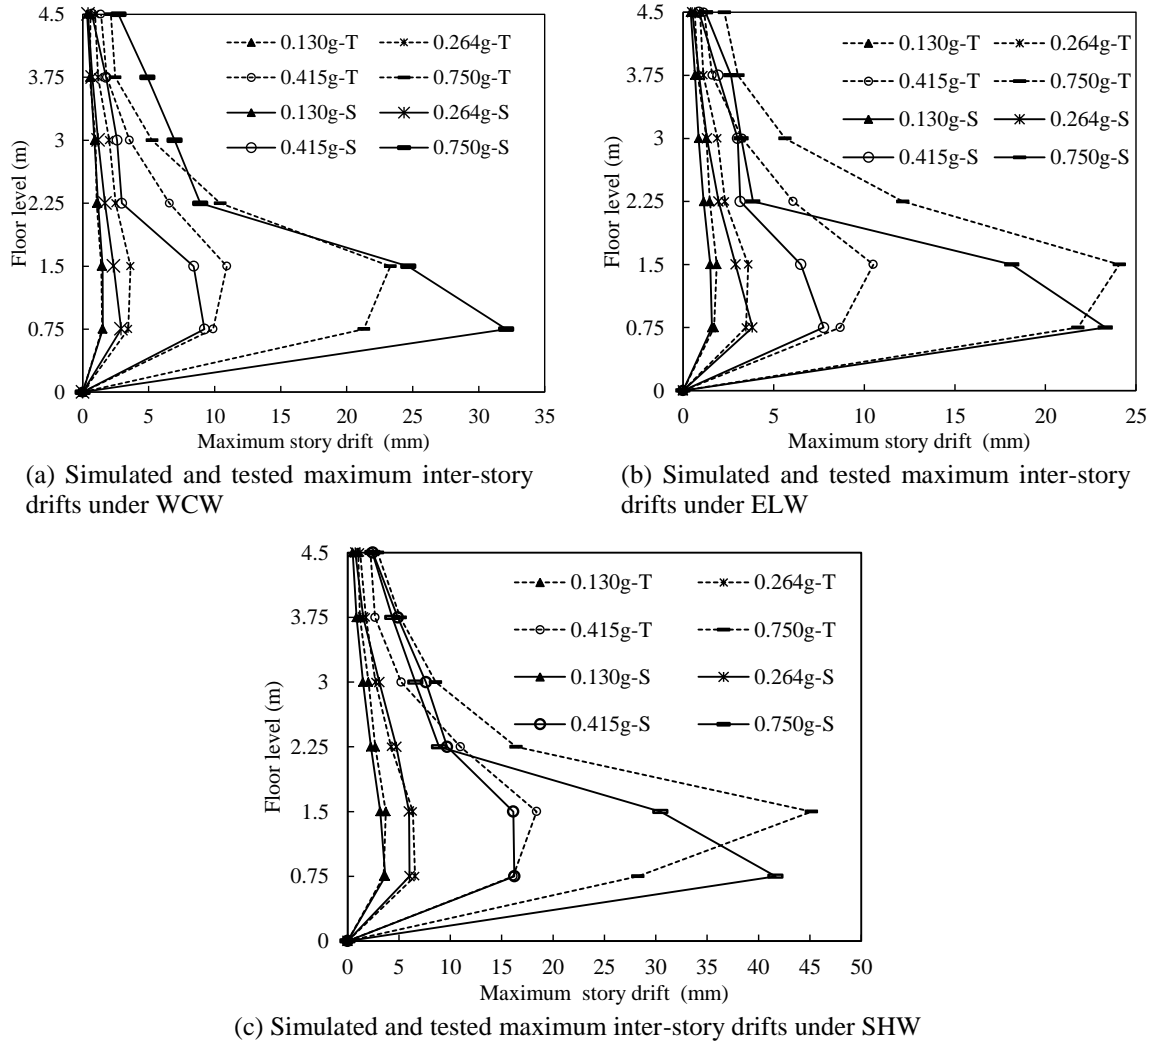 4.5
3.75
3
2.25
1.5
0.75
0
Floor level (m)
0.130g-T 0.264g-T
0.415g-T 0.750g-T
0.130g-S 0.264g-S
0.415g-S 0.750g-S
0 5 10 15 20 25 30 35
Maximum story drift (mm)
(a) Simulated and tested maximum inter-story
drifts under WCW
4.5
3.75
3
2.25
1.5
0.75
0
Floor level (m)
0.130g-T 0.264g-T
0.415g-T 0.750g-T
0.130g-S 0.264g-S
0.415g-S 0.750g-S
0 5 10 15 20 25
Maximum story drift (mm)
(b) Simulated and tested maximum inter-story
drifts under ELW
4.5
3.75
3
2.25
1.5
0.75
0
Floor level (m)
0.130g-T 0.264g-T
0.415g-T 0.750g-T
0.130g-S 0.264g-S
0.415g-S 0.750g-S
0 5 10 15 20 25 30 35 40 45 50
Maximum story drift (mm)
(c) Simulated and tested maximum inter-story drifts under SHW